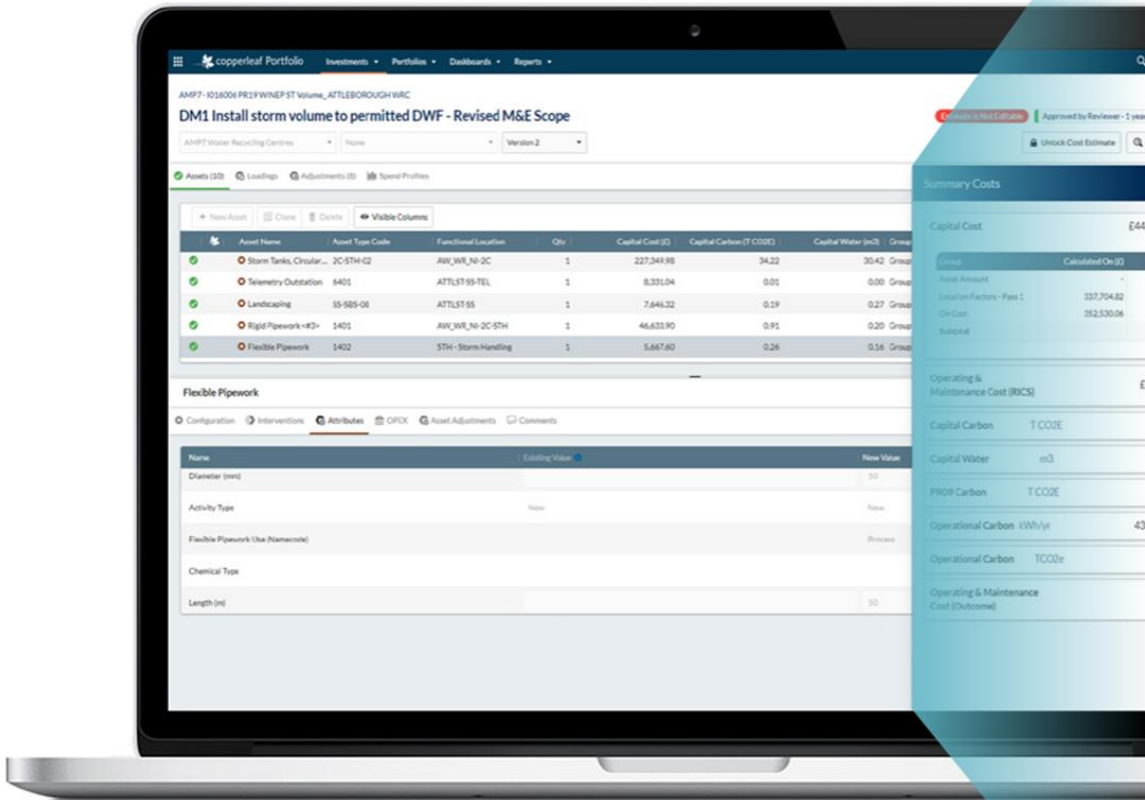 copperleaf Portfolio Investments Portfolios Dashboards Reports
AMP7 - I016006 PR19 WINEP ST Volume_ATTLEBOROUGH WRC
DM1 Install storm volume to permitted DWF - Revised M&E Scope
Estimate is Not Editable Approved by Reviewer - 1 year
AMP7 Water Recycling Centres None Version 2
Unlock Cost Estimate
Assets (10) Loadings Adjustments (8) Spend Profiles
New Asset Clone Delete Visible Columns
Asset Name Asset Type Code Functional Location Qty Capital Cost (£) Capital Carbon (T CO2E) Capital Water (m3) Group
Storm Tanks, Circular... 2C-STH-02 AW_WR_NI-2C 1 227,349.98 34.22 30.42 Group
Telemetry Outstation 6401 ATTLST-SS-TEL 1 8,331.04 0.01 0.00 Group
Landscaping SS-SBS-08 ATTLST-SS 1 7,646.32 0.19 0.27 Group
Rigid Pipework <#3> 1401 AW_WR_NI-2C-STH 1 46,633.90 0.91 0.20 Group
Flexible Pipework 1402 STH - Storm Handling 1 5,667.60 0.26 0.16 Group
Flexible Pipework
Configuration Interventions Attributes OPEX Asset Adjustments Comments
Name Existing Value New Value
Diameter (mm) 50
Activity Type New New
Flexible Pipework Use (Namecode) Process
Chemical Type
Length (m) 50
Summary Costs
Capital Cost £44
Group Calculated On (£)
Asset Amount -
Location Factors - Pass 1 337,704.82
On Cost 352,530.06
Subtotal
Operating &
Maintenance Cost (RICS) £
Capital Carbon T CO2E
Capital Water m3
PR09 Carbon T CO2E
Operational Carbon kWh/yr 43
Operational Carbon TCO2e
Operating & Maintenance
Cost (Outcome)